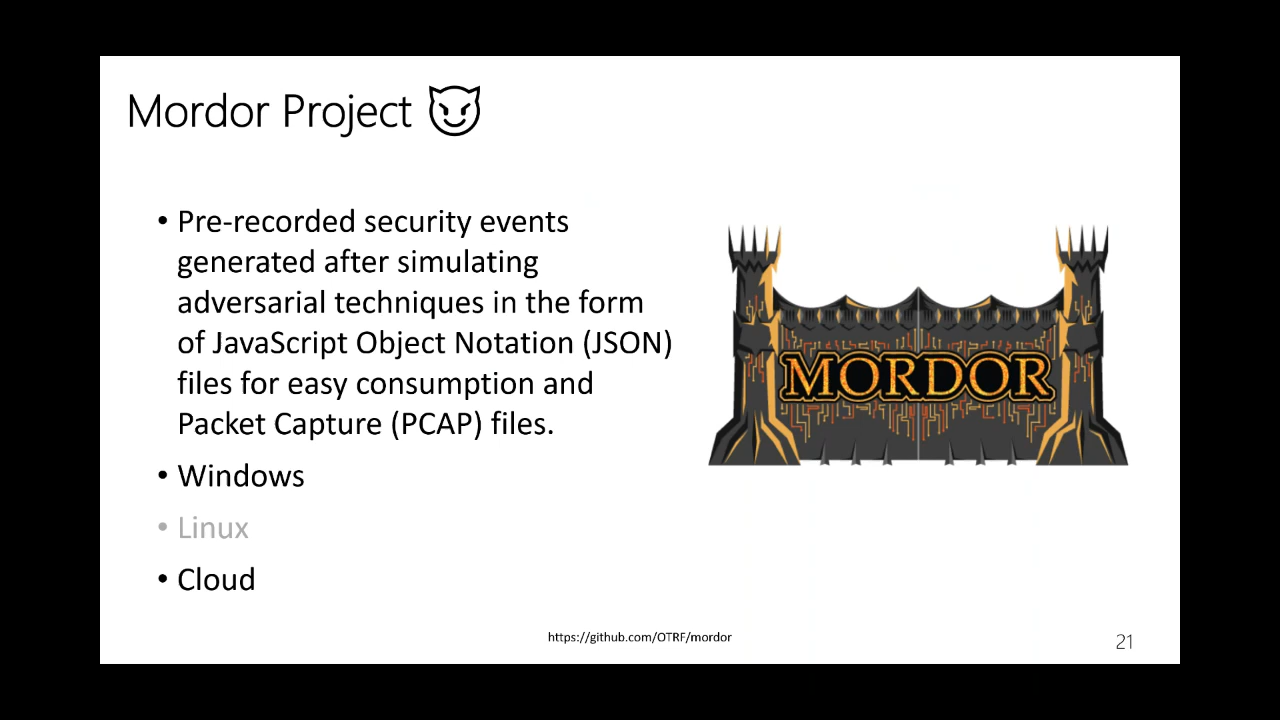 Mordor Project
• Pre-recorded security events
generated after simulating
adversarial techniques in the form
of JavaScript Object Notation (JSON)
files for easy consumption and
Packet Capture (PCAP) files.
• Windows
• Linux
• Cloud
MORDOR
https://github.com/OTRF/mordor
21